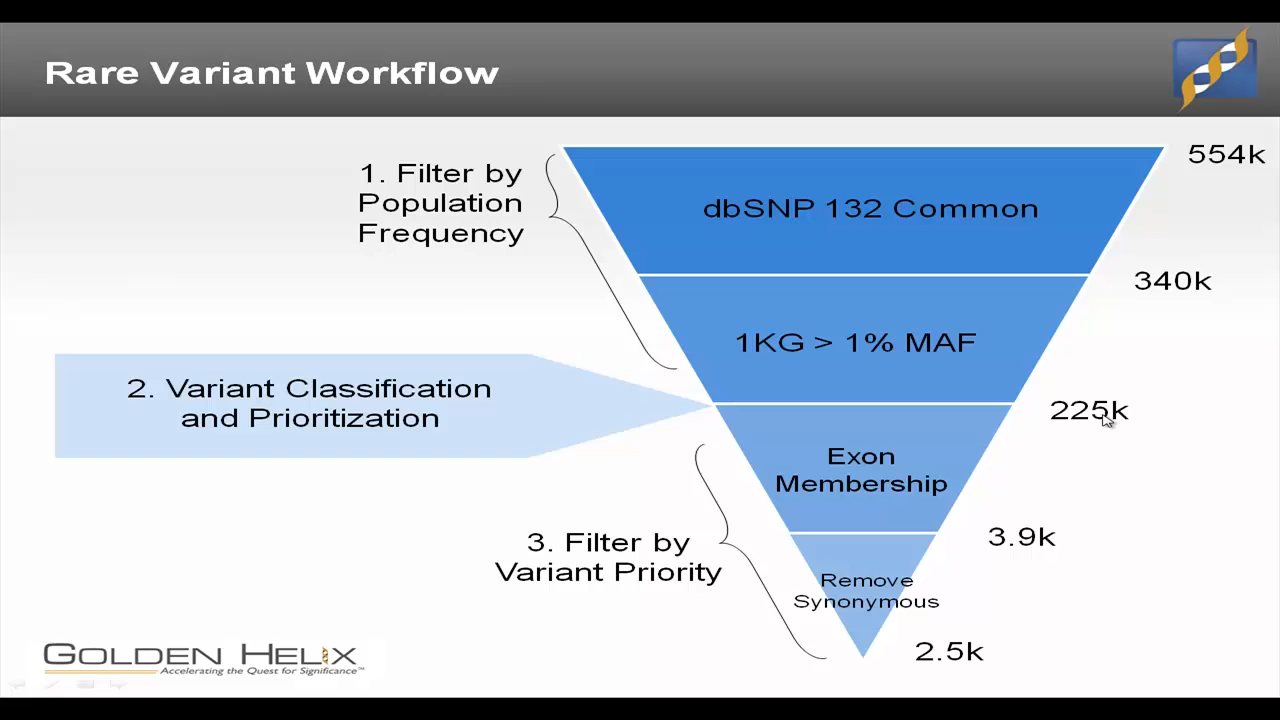 Rare Variant Workflow
1. Filter by
Population
Frequency
dbSNP 132 Common
554k
340k
1KG > 1% MAF
2. Variant Classification
and Prioritization
225k
Exon
Membership
3.9k
3. Filter by
Variant Priority
Remove
Synonymous
2.5k
GOLDEN HELIX
Accelerating the Quest for Significance™